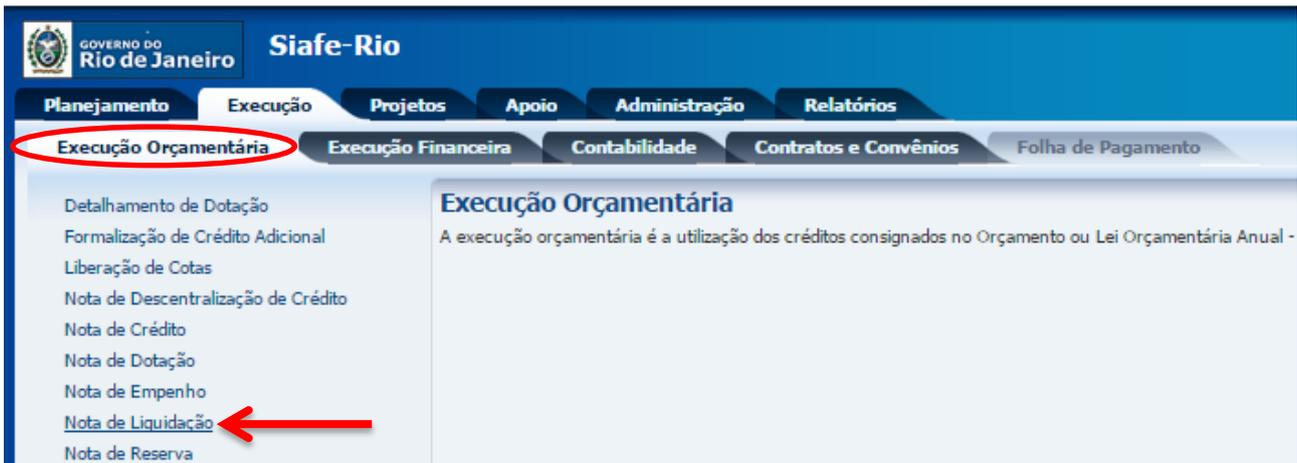 GOVERNO DO
Rio de Janeiro
Siafe-Rio
Planejamento Execução Projetos Apoio Administração Relatórios
Execução Orçamentária Execução Financeira Contabilidade Contratos e Convênios Folha de Pagamento
Detalhamento de Dotação
Formalização de Crédito Adicional
Liberação de Cotas
Nota de Descentralização de Crédito
Nota de Crédito
Nota de Dotação
Nota de Empenho
Nota de Liquidação
Nota de Reserva
Execução Orçamentária
A execução orçamentária é a utilização dos créditos consignados no Orçamento ou Lei Orçamentária Anual -